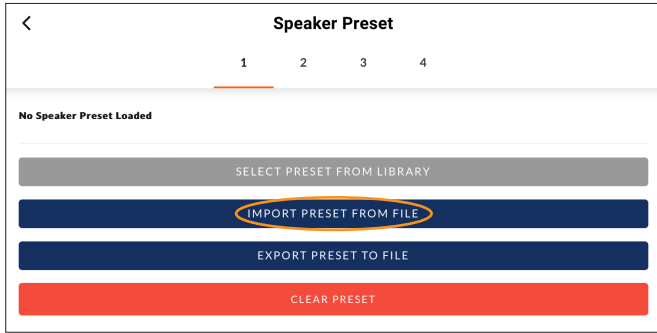 Speaker Preset
1 2 3 4
No Speaker Preset Loaded
SELECT PRESET FROM LIBRARY
IMPORT PRESET FROM FILE
EXPORT PRESET TO FILE
CLEAR PRESET